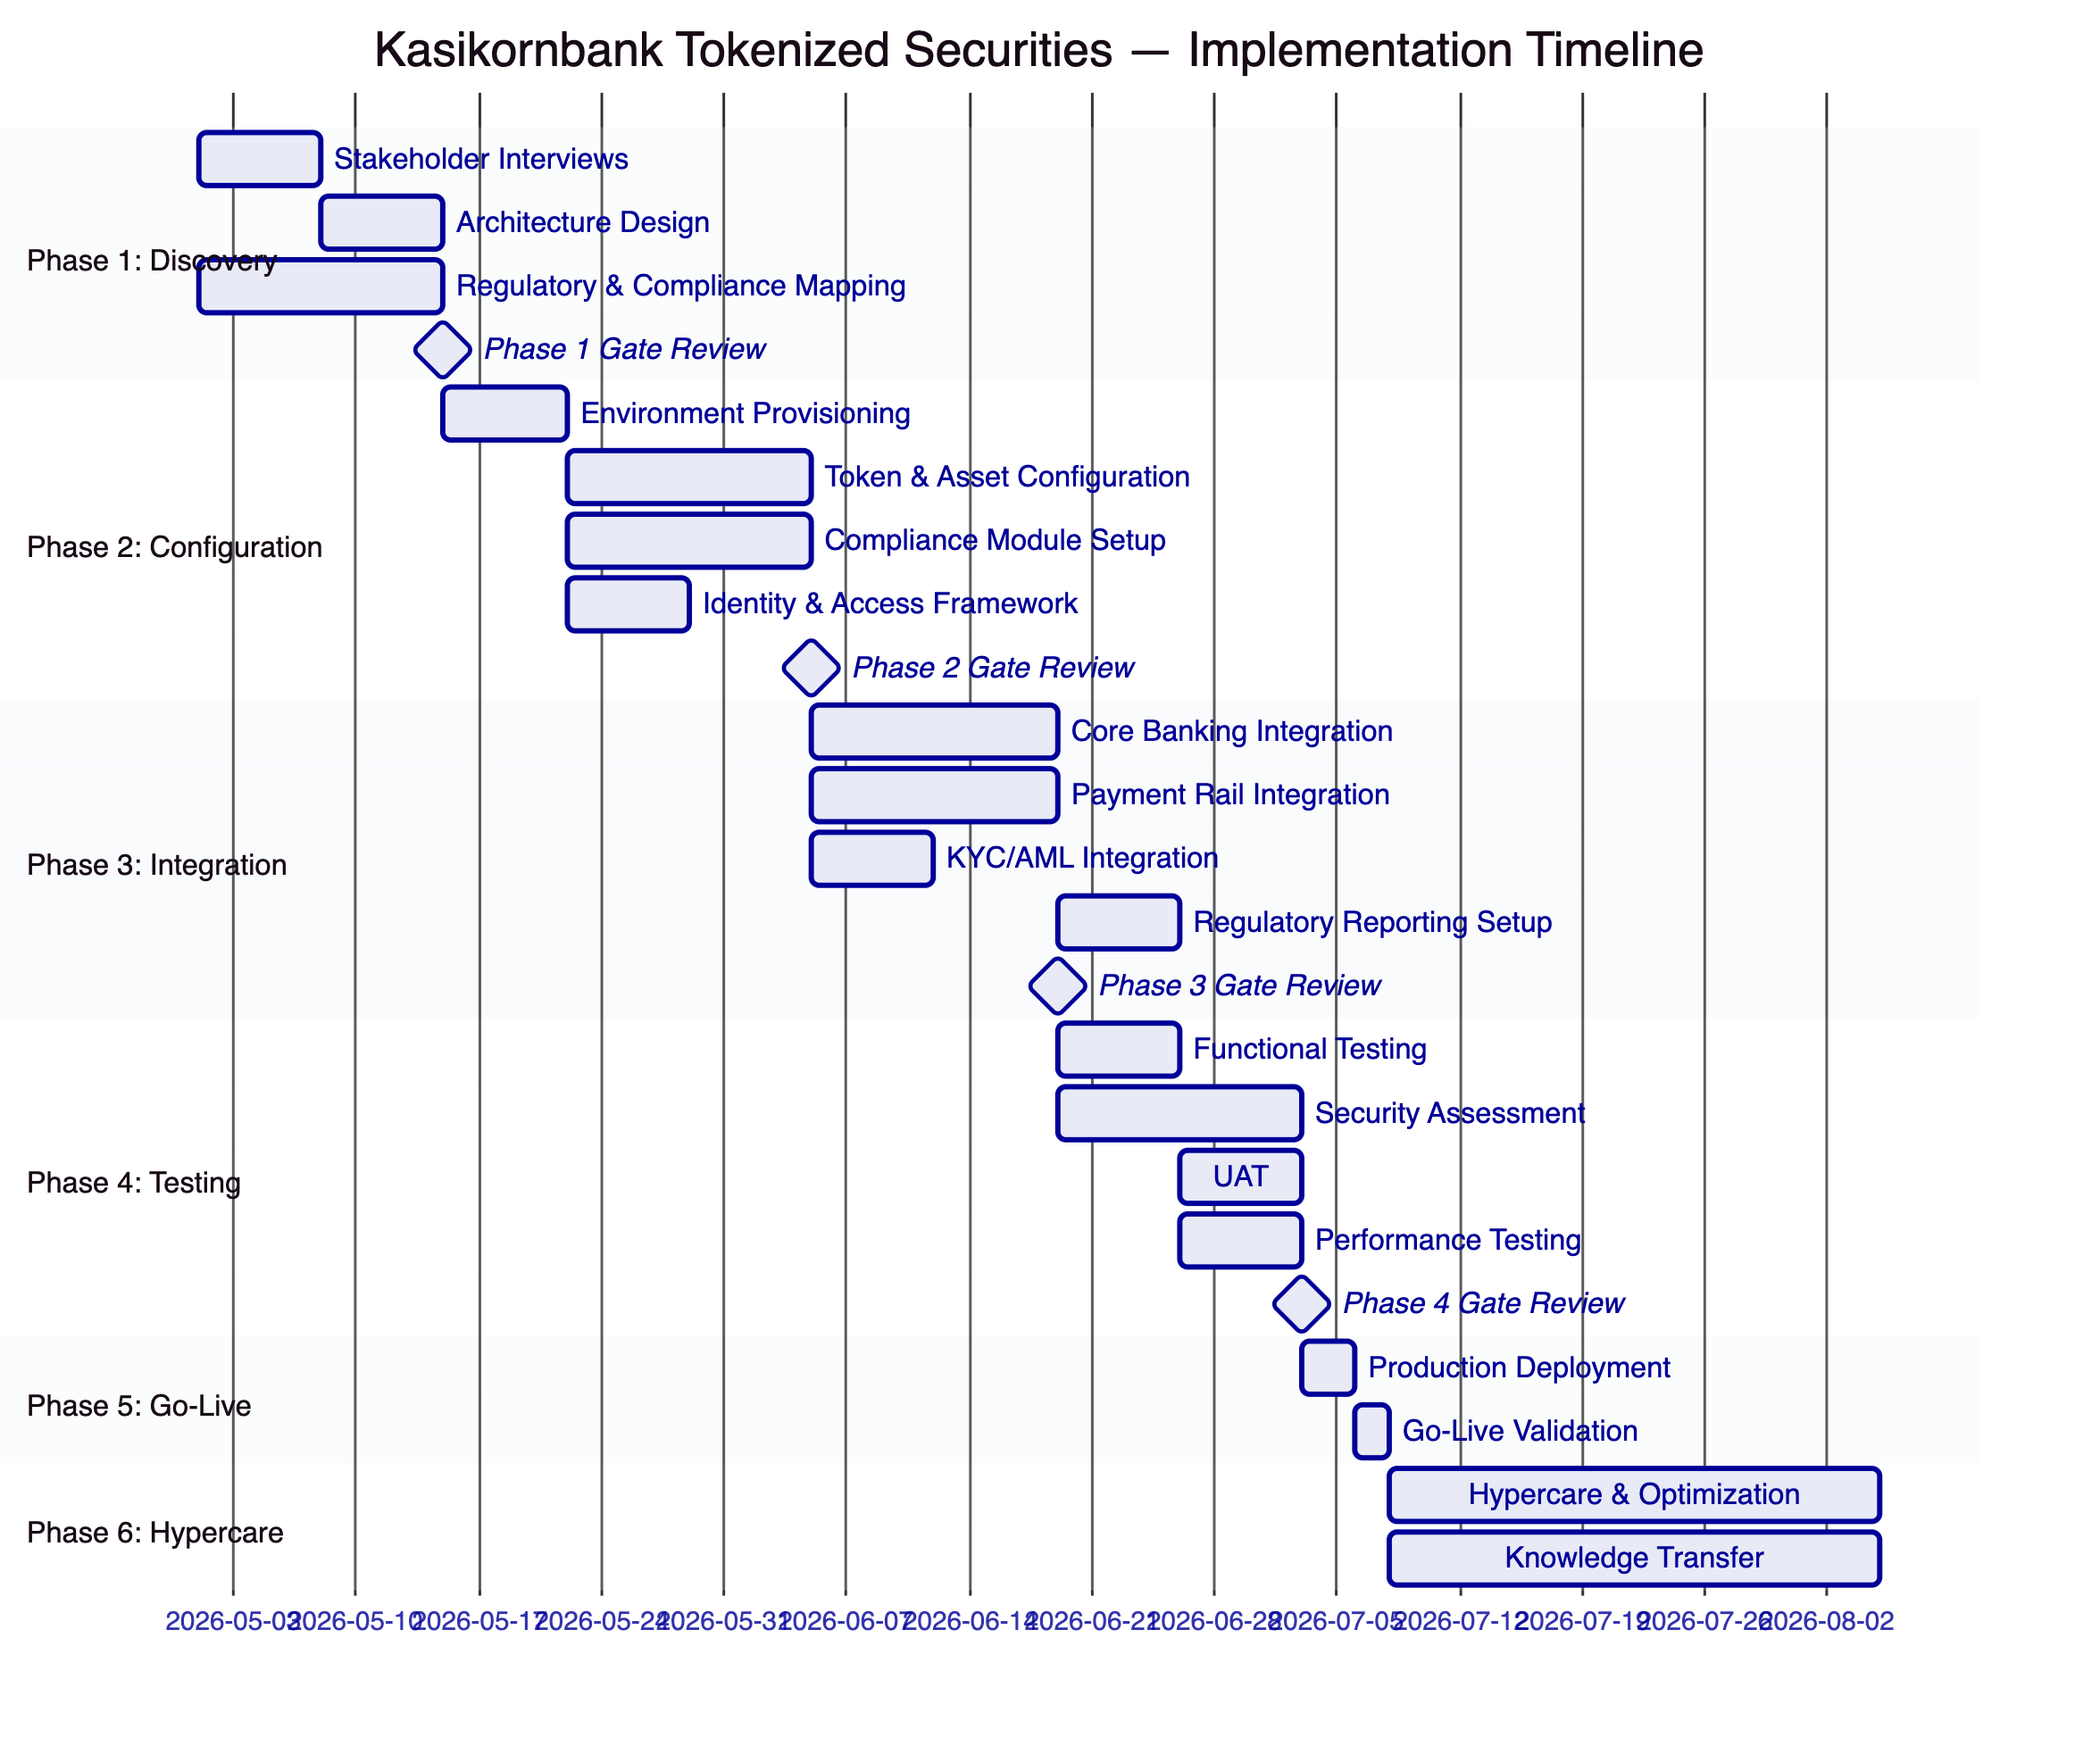 Kasikornbank Tokenized Securities — Implementation Timeline
Stakeholder Interviews
Architecture Design
Phase 1: Discovery
Regulatory & Compliance Mapping
Phase 1 Gate Review
Environment Provisioning
Token & Asset Configuration
Phase 2: Configuration
Compliance Module Setup
Identity & Access Framework
Phase 2 Gate Review
Core Banking Integration
Payment Rail Integration
Phase 3: Integration
KYC/AML Integration
Regulatory Reporting Setup
Phase 3 Gate Review
Functional Testing
Security Assessment
Phase 4: Testing
UAT
Performance Testing
Phase 4 Gate Review
Production Deployment
Phase 5: Go-Live
Go-Live Validation
Hypercare & Optimization
Phase 6: Hypercare
Knowledge Transfer
2026-05-03 2026-05-10 2026-05-17 2026-05-24 2026-05-31 2026-06-07 2026-06-14 2026-06-21 2026-06-28 2026-07-05 2026-07-12 2026-07-19 2026-07-26 2026-08-02